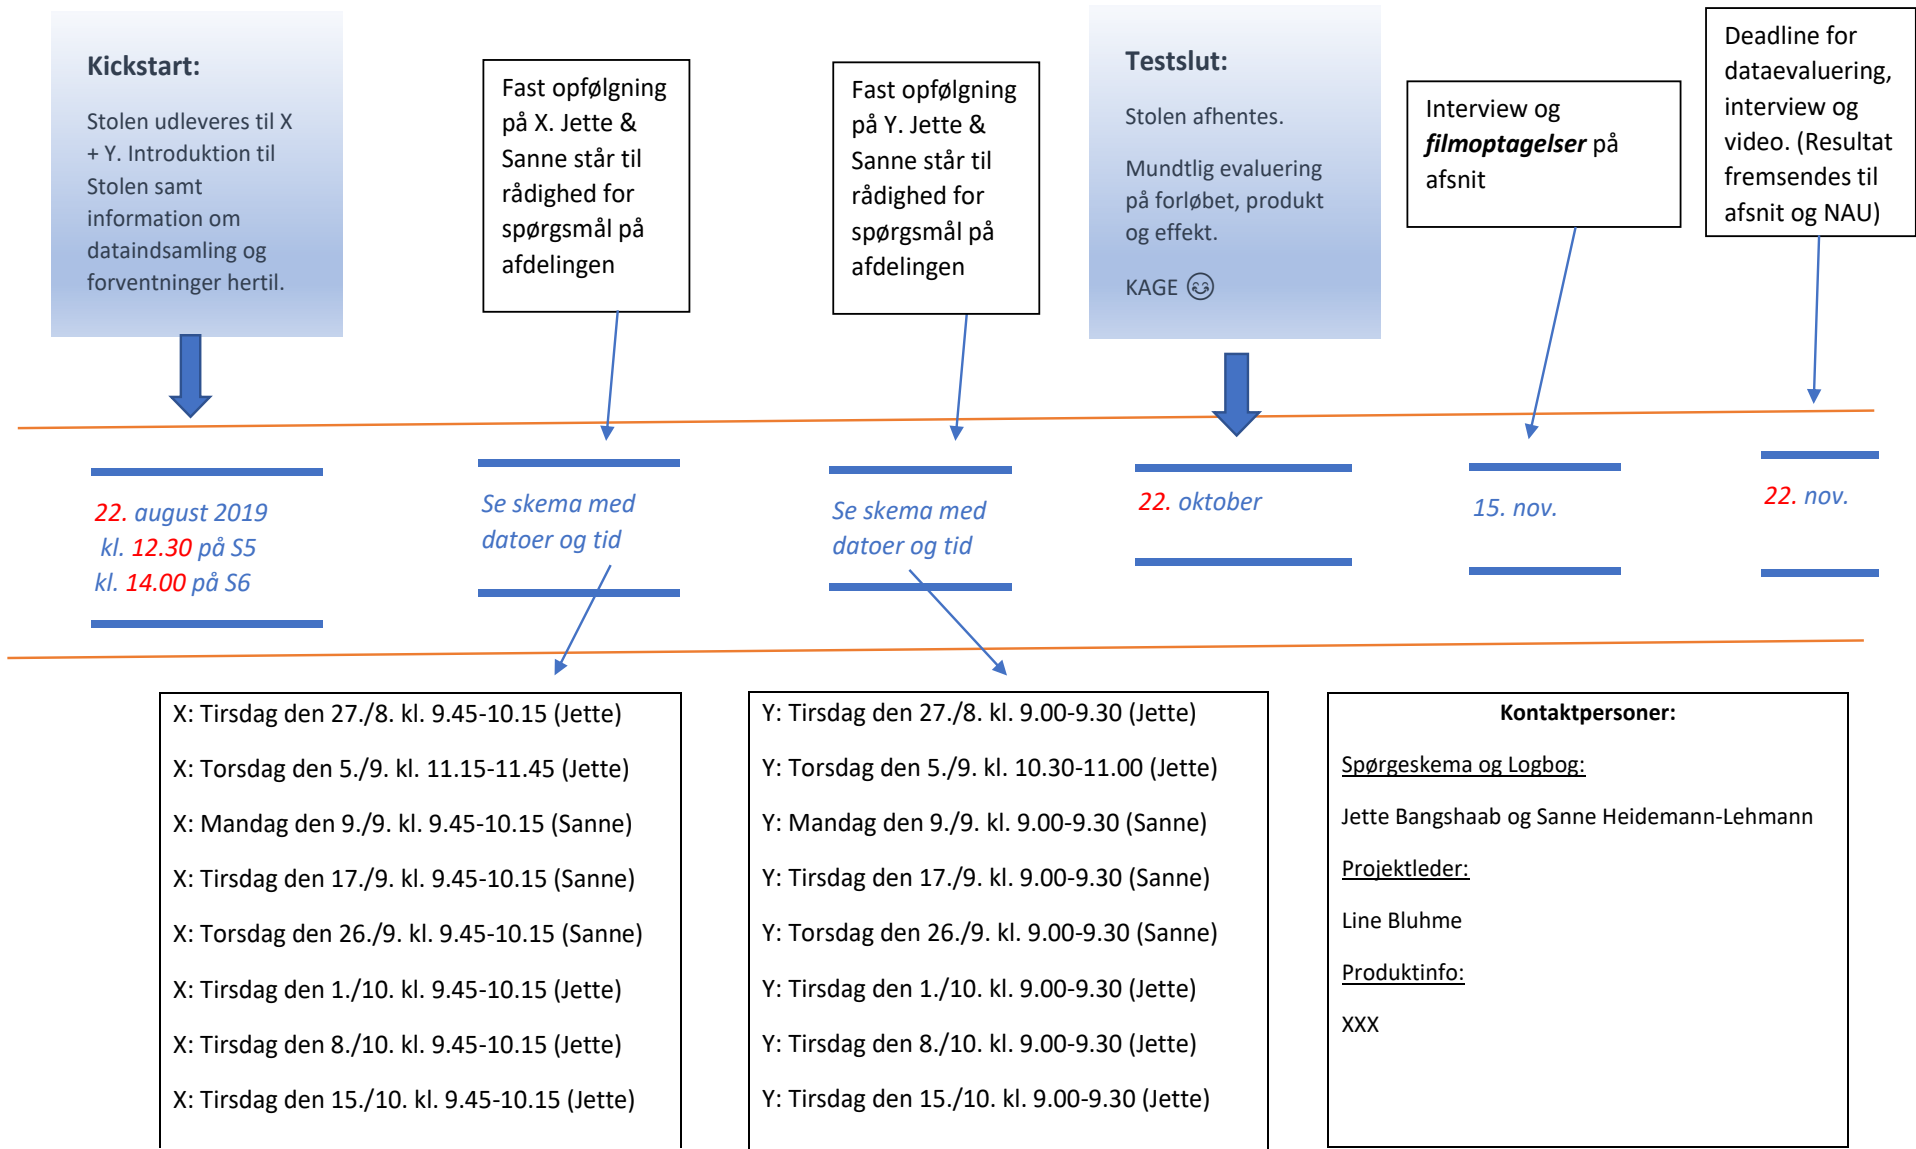 Kickstart:
Stolen udleveres til X
+ Y. Introduktion til
Stolen samt
information om
dataindsamling og
forventninger hertil.
Fast opfølgning
på X. Jette &
Sanne står til
rådighed for
spørgsmål på
afdelingen
Fast opfølgning
på Y. Jette &
Sanne står til
rådighed for
spørgsmål på
afdelingen
Testslut:
Stolen afhentes.
Mundtlig evaluering
på forløbet, produkt
og effekt.
KAGE 😊
Interview og
filmoptagelser på
afsnit
Deadline for
dataevaluering,
interview og
video. (Resultat
fremsendes til
afsnit og NAU)
22. august 2019
kl. 12.30 på S5
kl. 14.00 på S6
Se skema med
datoer og tid
Se skema med
datoer og tid
22. oktober
15. nov.
22. nov.
X: Tirsdag den 27./8. kl. 9.45-10.15 (Jette)
X: Torsdag den 5./9. kl. 11.15-11.45 (Jette)
X: Mandag den 9./9. kl. 9.45-10.15 (Sanne)
X: Tirsdag den 17./9. kl. 9.45-10.15 (Sanne)
X: Torsdag den 26./9. kl. 9.45-10.15 (Sanne)
X: Tirsdag den 1./10. kl. 9.45-10.15 (Jette)
X: Tirsdag den 8./10. kl. 9.45-10.15 (Jette)
X: Tirsdag den 15./10. kl. 9.45-10.15 (Jette)
Y: Tirsdag den 27./8. kl. 9.00-9.30 (Jette)
Y: Torsdag den 5./9. kl. 10.30-11.00 (Jette)
Y: Mandag den 9./9. kl. 9.00-9.30 (Sanne)
Y: Tirsdag den 17./9. kl. 9.00-9.30 (Sanne)
Y: Torsdag den 26./9. kl. 9.00-9.30 (Sanne)
Y: Tirsdag den 1./10. kl. 9.00-9.30 (Jette)
Y: Tirsdag den 8./10. kl. 9.00-9.30 (Jette)
Y: Tirsdag den 15./10. kl. 9.00-9.30 (Jette)
Kontaktpersoner:
Spørgeskema og Logbog:
Jette Bangshaab og Sanne Heidemann-Lehmann
Projektleder:
Line Bluhme
Produktinfo:
XXX